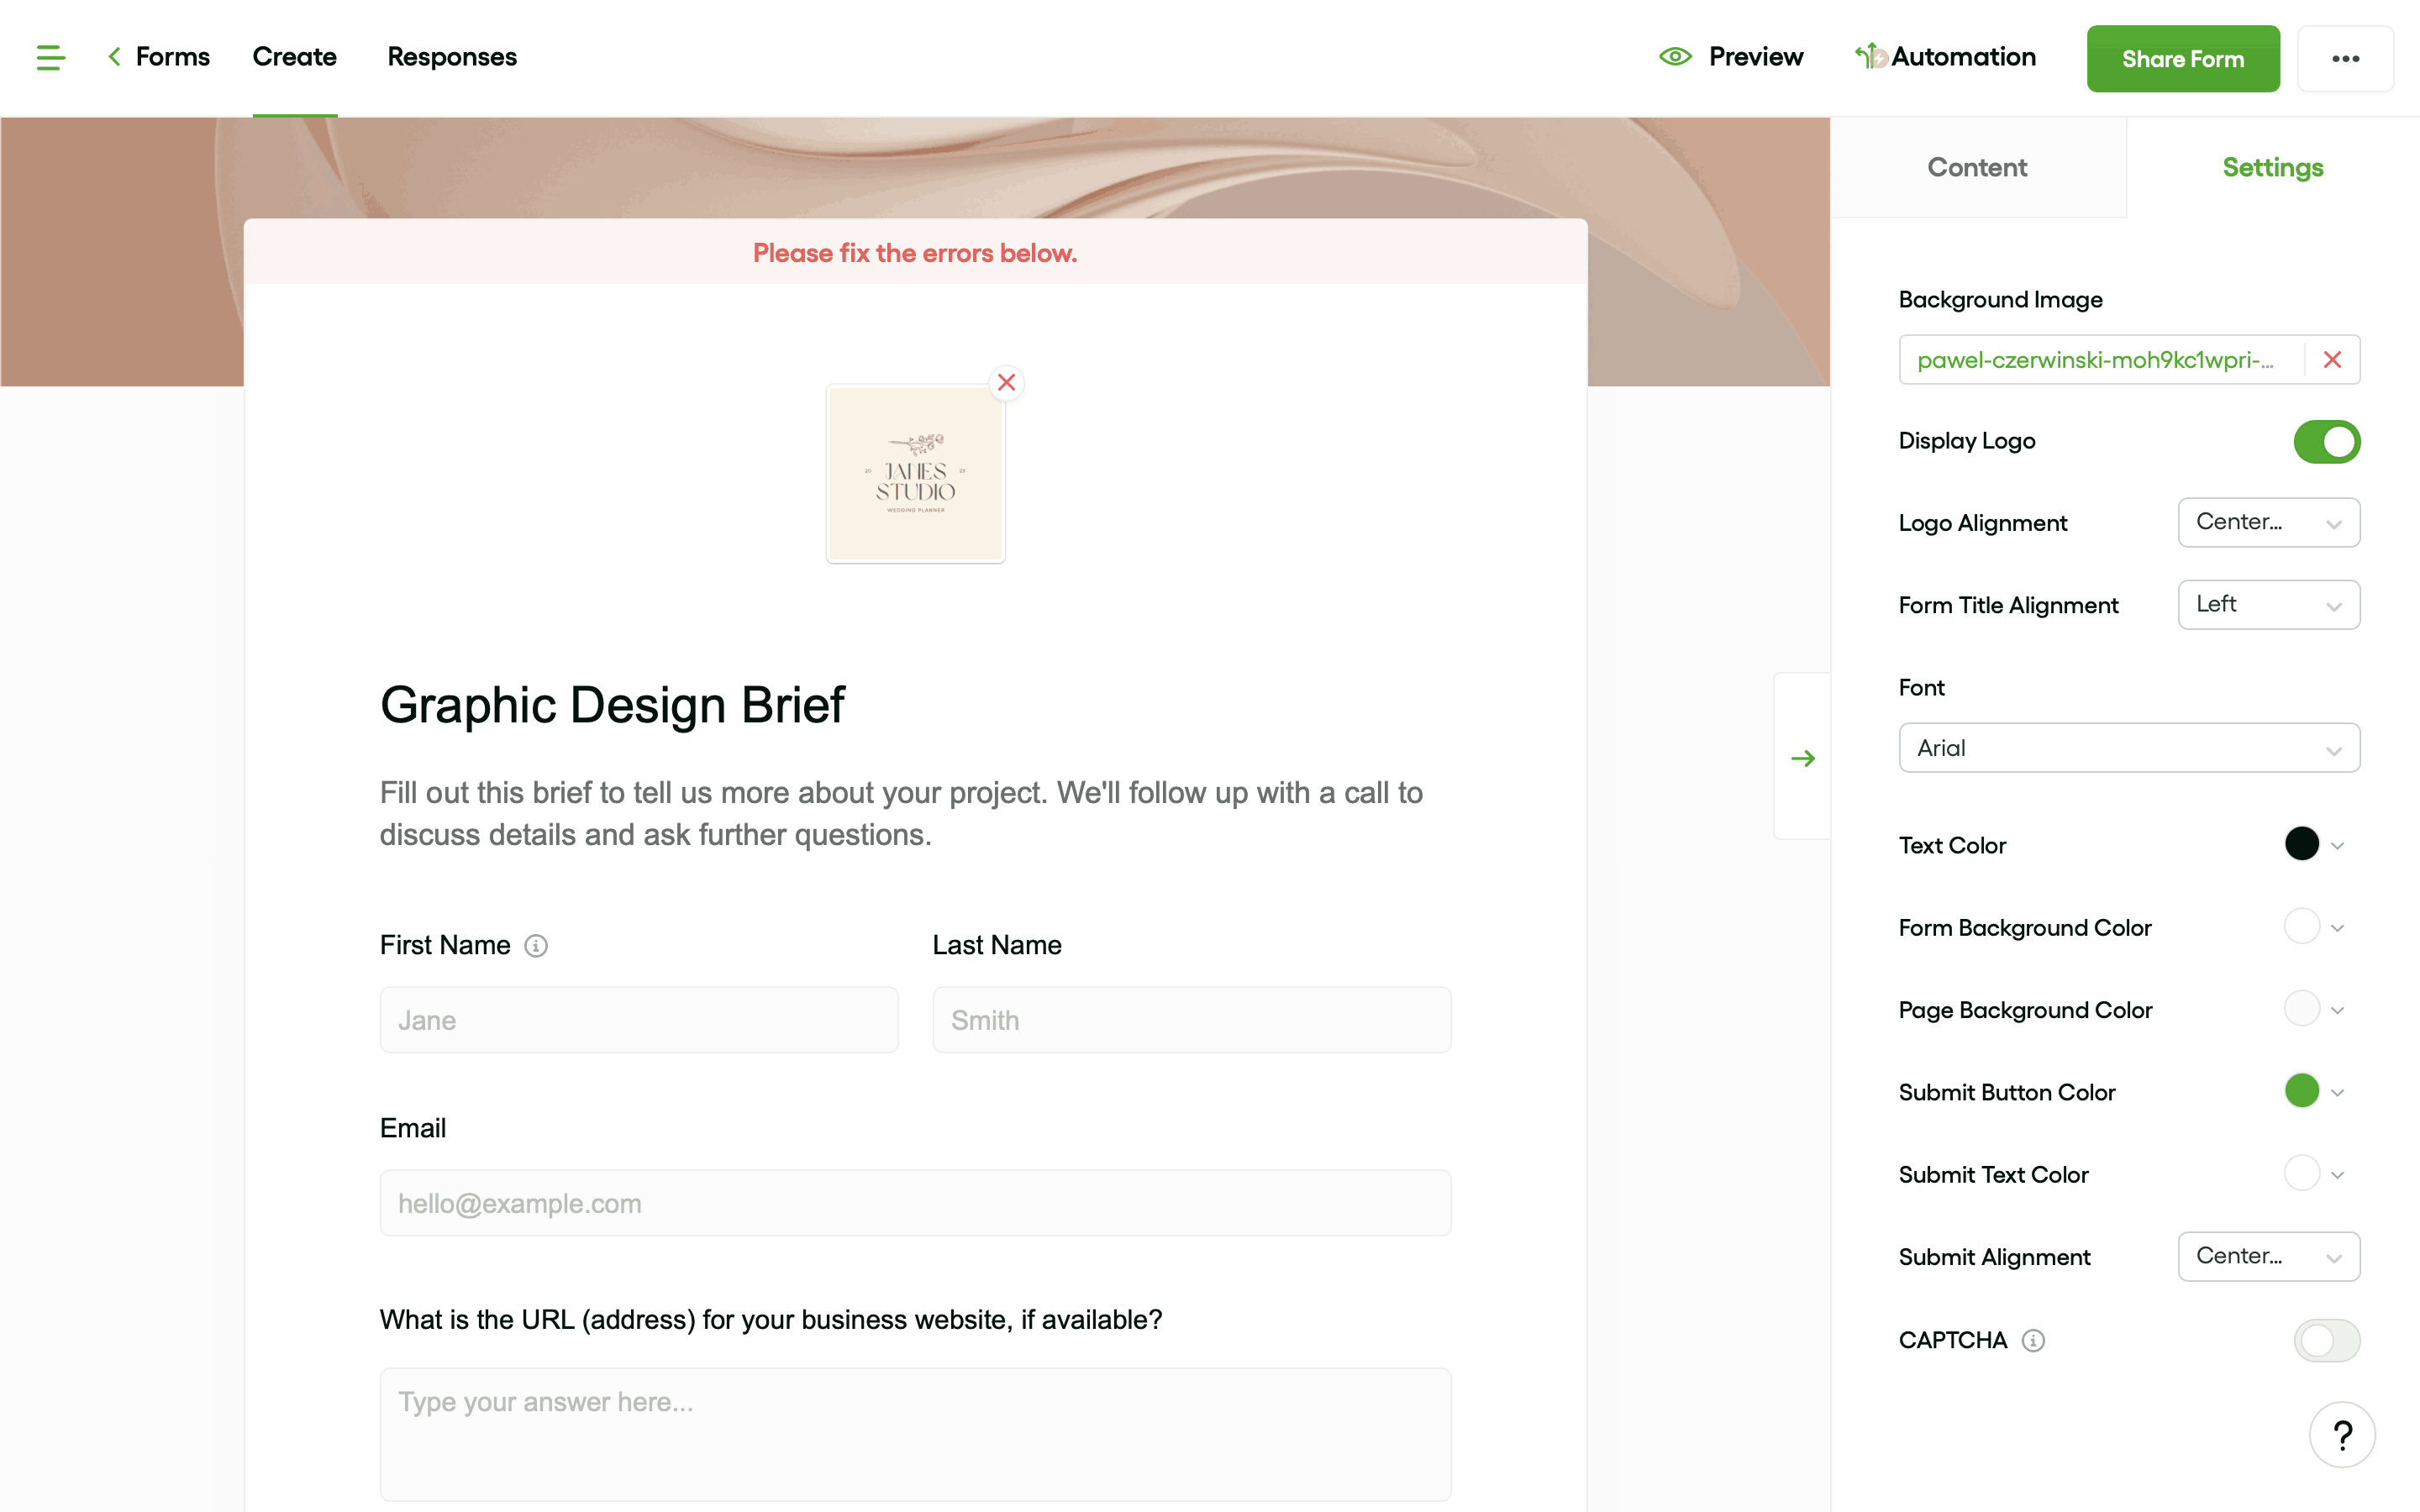 Forms
Create
Responses
Preview
Automation
Share Form
Content
Settings
Please fix the errors below.
20 JANES 23
STUDIO
WEDDING PLANNER
Graphic Design Brief
Fill out this brief to tell us more about your project. We'll follow up with a call to
discuss details and ask further questions.
First Name
Last Name
Jane
Smith
Email
hello@example.com
What is the URL (address) for your business website, if available?
Type your answer here...
Background Image
pawel-czerwinski-moh9kc1wpri-...
Display Logo
Logo Alignment
Center...
Form Title Alignment
Left
Font
Arial
Text Color
Form Background Color
Page Background Color
Submit Button Color
Submit Text Color
Submit Alignment
Center...
CAPTCHA
?